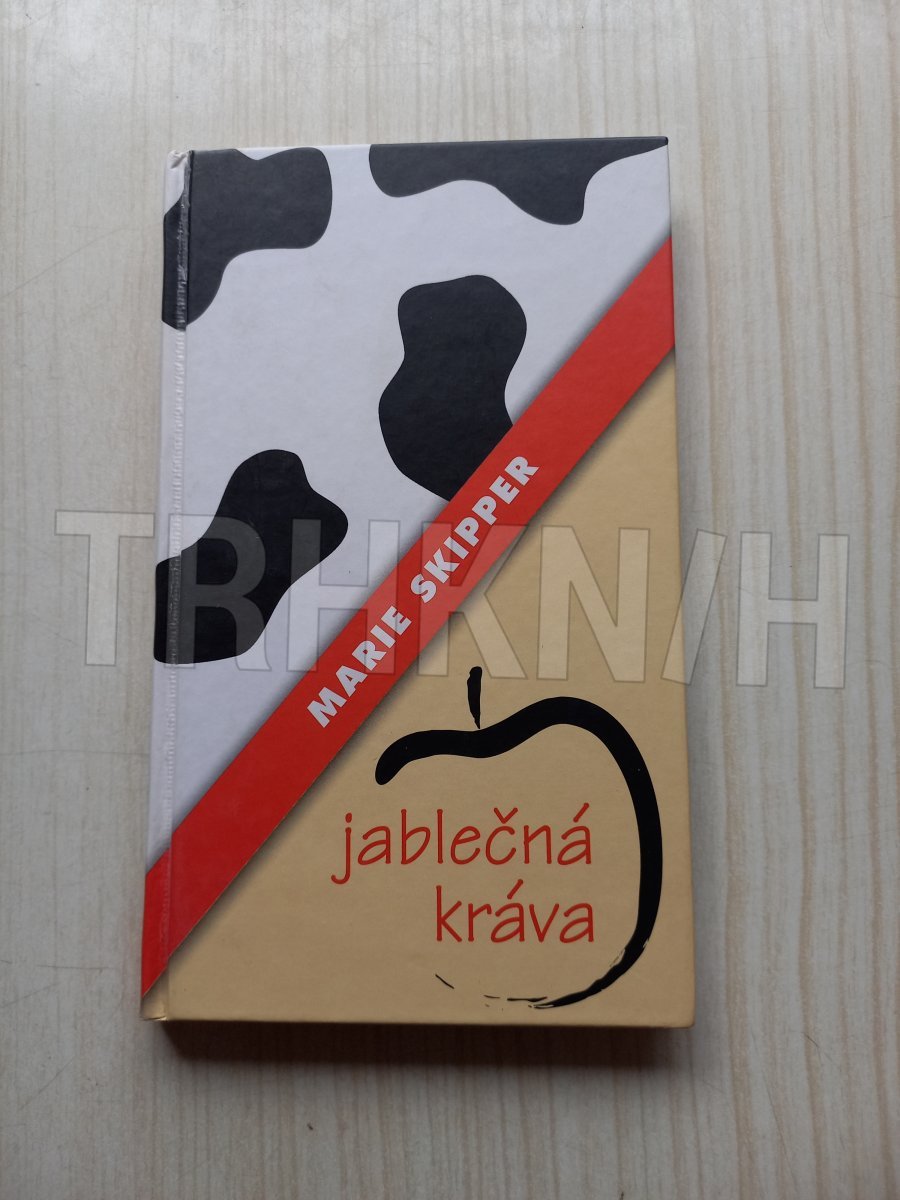 MARIE SKIPPER
jablečná
kráva
TRHKNIH